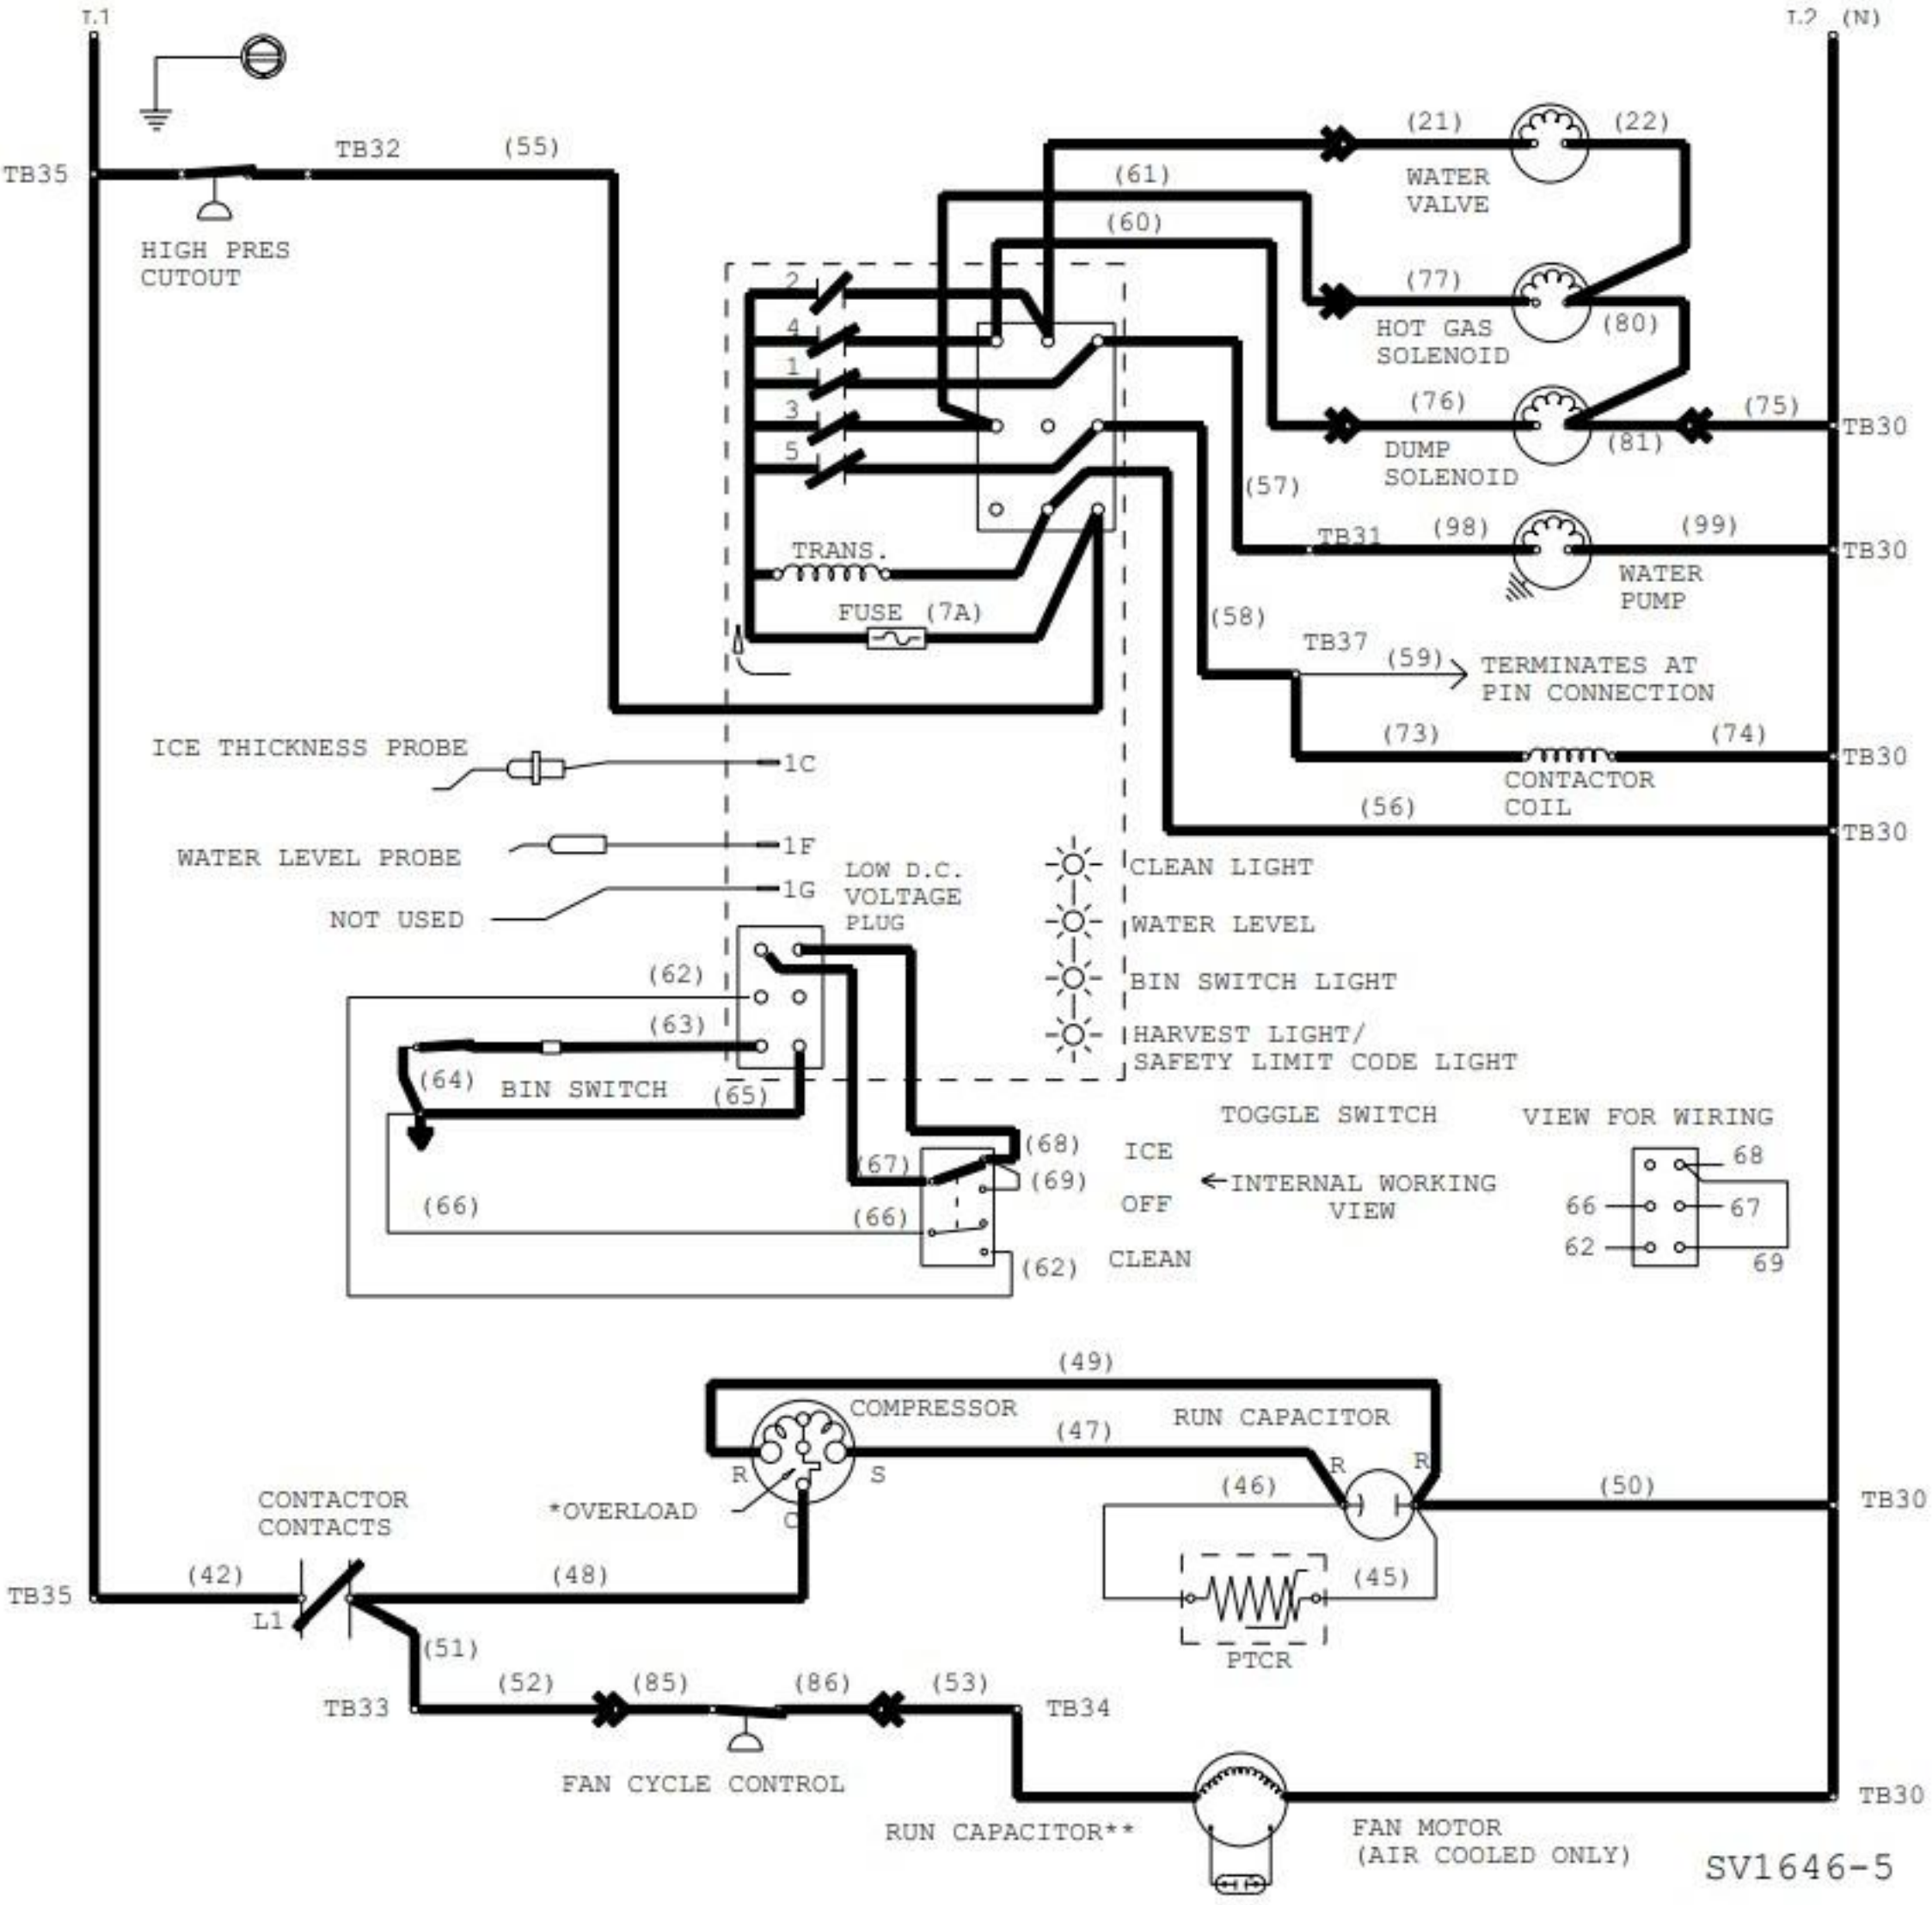 L1
L2 (N)
(21)
(22)
TB35
TB32
(55)
WATER
VALVE
(61)
(60)
HIGH PRES
CUTOUT
2
(77)
HOT GAS
SOLENOID
(80)
4
1
3
5
(76)
(75)
TB30
(81)
DUMP
SOLENOID
(57)
TB31
(98)
(99)
TB30
TRANS.
WATER
PUMP
FUSE (7A)
(58)
TB37
(59)
TERMINATES AT
PIN CONNECTION
ICE THICKNESS PROBE
1C
(73)
(74)
TB30
CONTACTOR
COIL
(56)
TB30
WATER LEVEL PROBE
1F
1G
NOT USED
LOW D.C.
VOLTAGE
PLUG
CLEAN LIGHT
WATER LEVEL
BIN SWITCH LIGHT
HARVEST LIGHT/
SAFETY LIMIT CODE LIGHT
(62)
(63)
(64)
BIN SWITCH
(65)
TOGGLE SWITCH
VIEW FOR WIRING
(68)
ICE
(67)
(69)
INTERNAL WORKING
VIEW
68
(66)
(66)
OFF
66
67
(62)
CLEAN
62
69
(49)
COMPRESSOR
RUN CAPACITOR
(47)
R
S
R
R
(46)
(50)
TB30
CONTACTOR
CONTACTS
*OVERLOAD
C
TB35
(42)
(48)
L1
(45)
PTCR
(51)
TB33
(52)
(85)
(86)
(53)
TB34
FAN CYCLE CONTROL
TB30
RUN CAPACITOR**
FAN MOTOR
(AIR COOLED ONLY)
SV1646-5